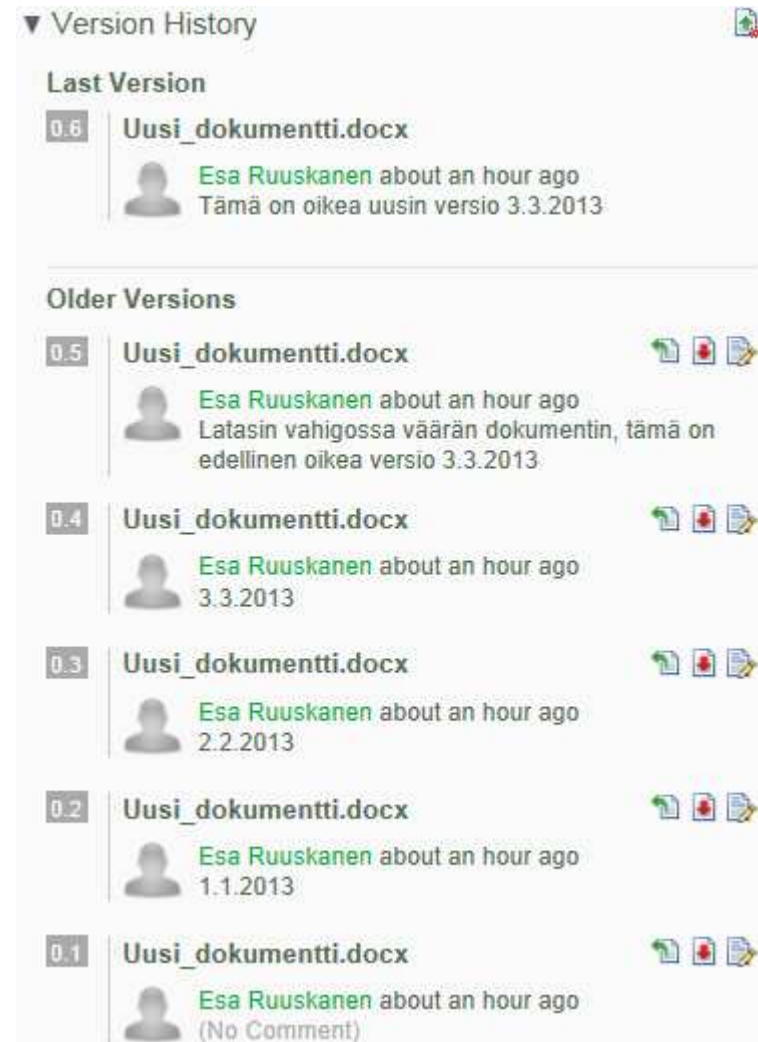 Version History
Last Version
0.6 Uusi_dokumentti.docx
Esa Ruuskanen about an hour ago
Tämä on oikea uusin versio 3.3.2013
Older Versions
0.5 Uusi_dokumentti.docx
Esa Ruuskanen about an hour ago
Latasin vahigossa väärän dokumentin, tämä on
edellinen oikea versio 3.3.2013
0.4 Uusi_dokumentti.docx
Esa Ruuskanen about an hour ago
3.3.2013
0.3 Uusi_dokumentti.docx
Esa Ruuskanen about an hour ago
2.2.2013
0.2 Uusi_dokumentti.docx
Esa Ruuskanen about an hour ago
1.1.2013
0.1 Uusi_dokumentti.docx
Esa Ruuskanen about an hour ago
(No Comment)